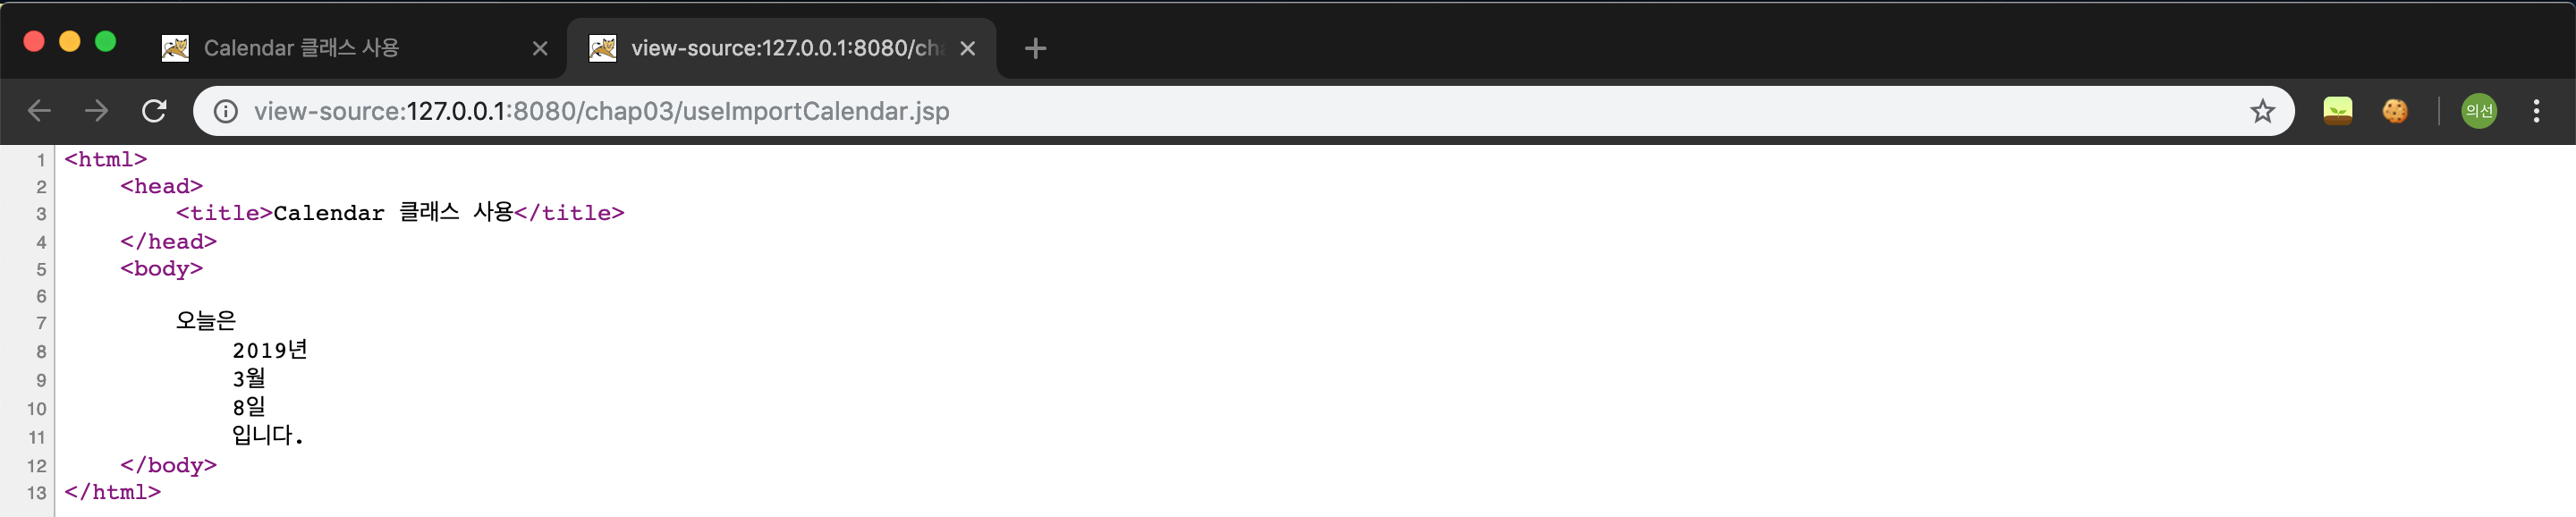 Calendar 클래스 사용
view-source:127.0.0.1:8080/ch
view-source:127.0.0.1:8080/chap03/useImportCalendar.jsp
의선
1 <html>
2 <head>
3 <title>Calendar 클래스 사용</title>
4 </head>
5 <body>
6
7 오늘은
8 2019년
9 3월
10 8일
11 입니다.
12 </body>
13 </html>